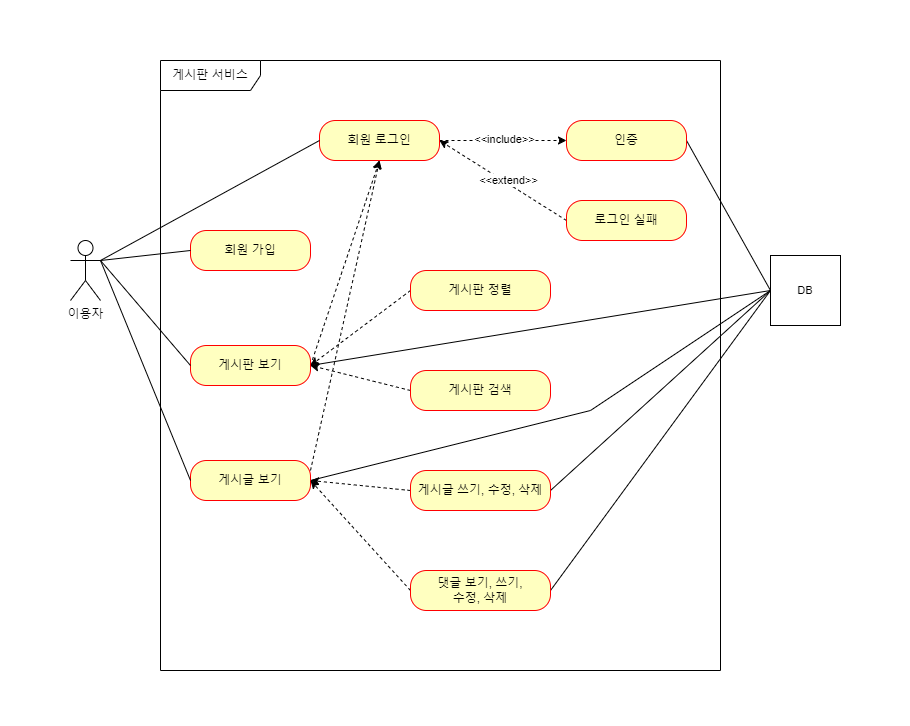 게시판 서비스
회원 로그인
<<include>>
인증
<<extend>>
로그인 실패
회원 가입
이용자
게시판 정렬
DB
게시판 보기
게시판 검색
게시글 보기
게시글 쓰기, 수정, 삭제
댓글 보기, 쓰기,
수정, 삭제